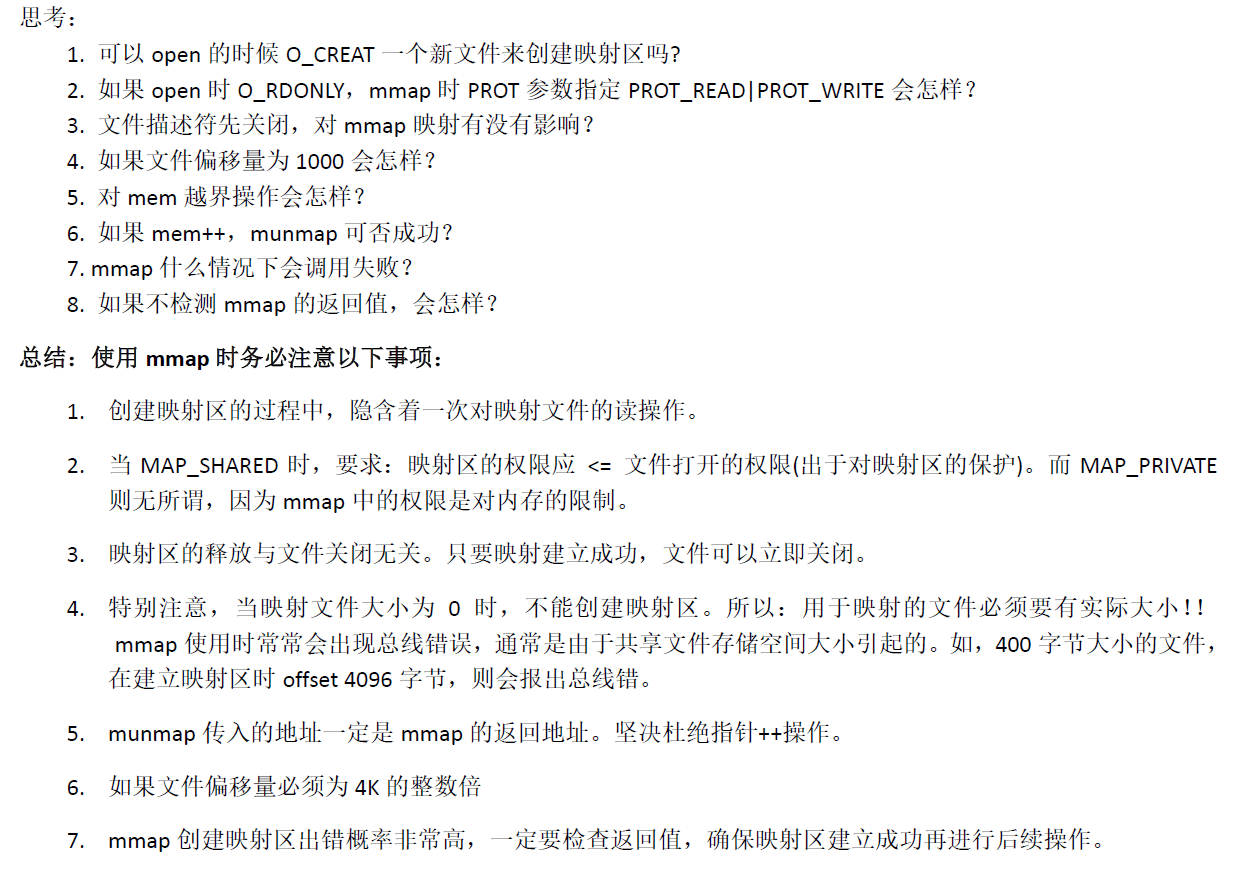 思考：
1. 可以 open 的时候 O_CREAT 一个新文件来创建映射区吗?
2. 如果 open 时 O_RDONLY，mmap 时 PROT 参数指定 PROT_READ|PROT_WRITE 会怎样？
3. 文件描述符先关闭，对 mmap 映射有没有影响？
4. 如果文件偏移量为 1000 会怎样？
5. 对 mem 越界操作会怎样？
6. 如果 mem++，munmap 可否成功？
7. mmap 什么情况下会调用失败？
8. 如果不检测 mmap 的返回值，会怎样？
总结：使用 mmap 时务必注意以下事项：
1. 创建映射区的过程中，隐含着一次对映射文件的读操作。
2. 当 MAP_SHARED 时，要求：映射区的权限应 <= 文件打开的权限(出于对映射区的保护)。而 MAP_PRIVATE
则无所谓，因为 mmap 中的权限是对内存的限制。
3. 映射区的释放与文件关闭无关。只要映射建立成功，文件可以立即关闭。
4. 特别注意，当映射文件大小为 0 时，不能创建映射区。所以：用于映射的文件必须要有实际大小！！
mmap 使用时常常会出现总线错误，通常是由于共享文件存储空间大小引起的。如，400 字节大小的文件，
在建立映射区时 offset 4096 字节，则会报出总线错。
5. munmap 传入的地址一定是 mmap 的返回地址。坚决杜绝指针++操作。
6. 如果文件偏移量必须为 4K 的整数倍
7. mmap 创建映射区出错概率非常高，一定要检查返回值，确保映射区建立成功再进行后续操作。